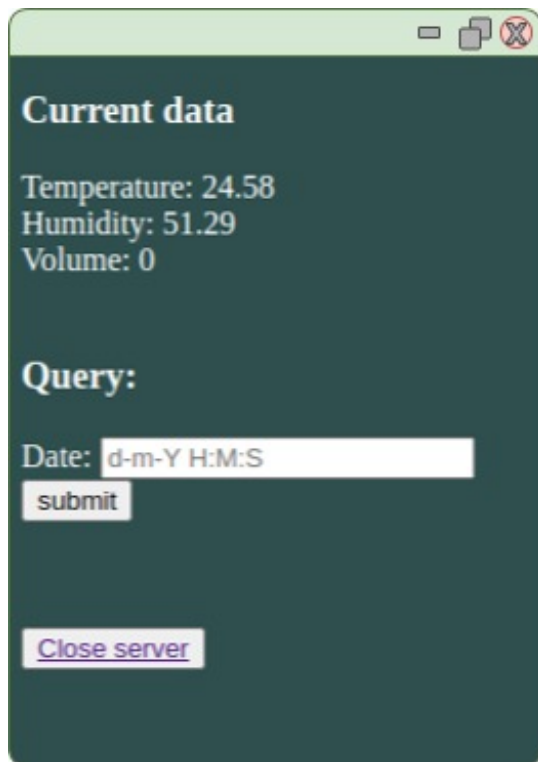 Current data
Temperature: 24.58
Humidity: 51.29
Volume: 0
Query:
Date: d-m-Y H:M:S
submit
Close server